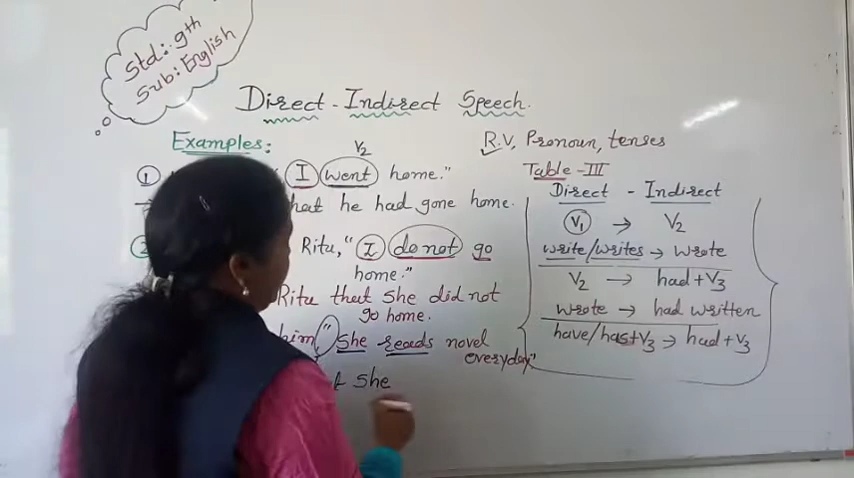 Std: 9th
Sub: English
Direct - Indirect Speech.
Examples:
V2
① I went home."
that he had gone home.
② Ritu, "I do not go
home."
Ritu that she did not
go home.
him, "She reads novel
everyday"
she
R.V, Pronoun, tenses
Table - III
Direct - Indirect
V1 → V2
write/writes → wrote
V2 → had + V3
wrote → had written
have/has+V3 → had + V3